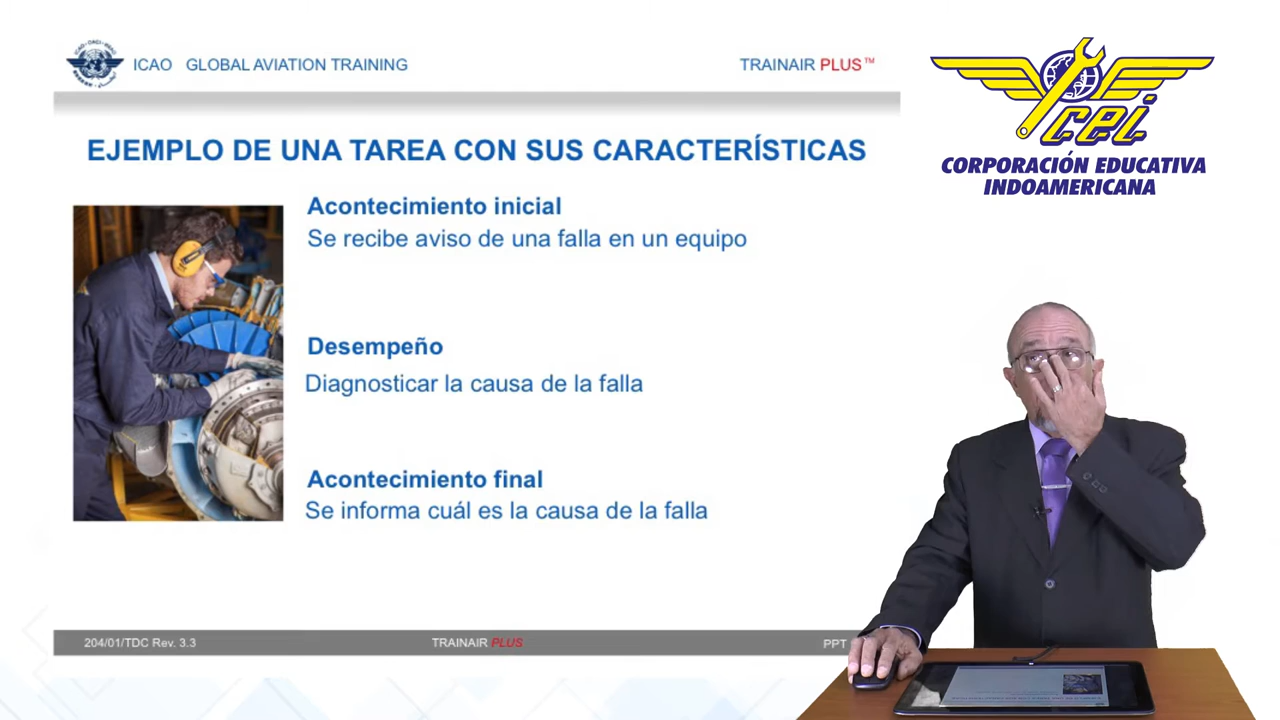 ICAO GLOBAL AVIATION TRAINING
TRAINAIR PLUS™
EJEMPLO DE UNA TAREA CON SUS CARACTERÍSTICAS
Acontecimiento inicial
Se recibe aviso de una falla en un equipo
Desempeño
Diagnosticar la causa de la falla
Acontecimiento final
Se informa cuál es la causa de la falla
204/01/TDC Rev. 3.3
TRAINAIR PLUS
PPT
cei
CORPORACIÓN EDUCATIVA
INDOAMERICANA